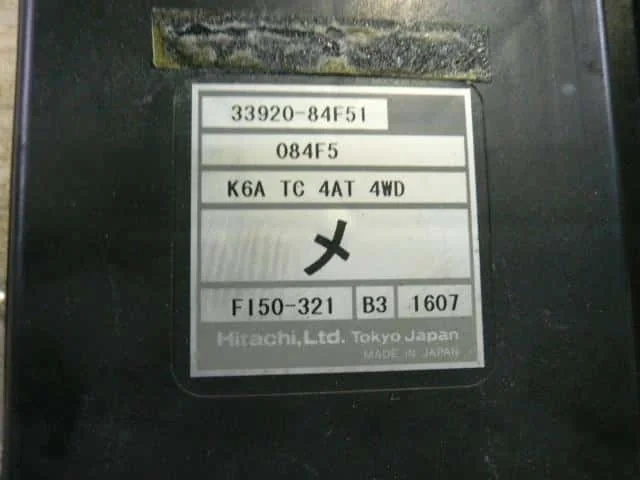 33920-84F51
084F5
K6A TC 4AT 4WD
メ
FI50-321 B3 1607
Hitachi,Ltd. Tokyo Japan
MADE IN JAPAN